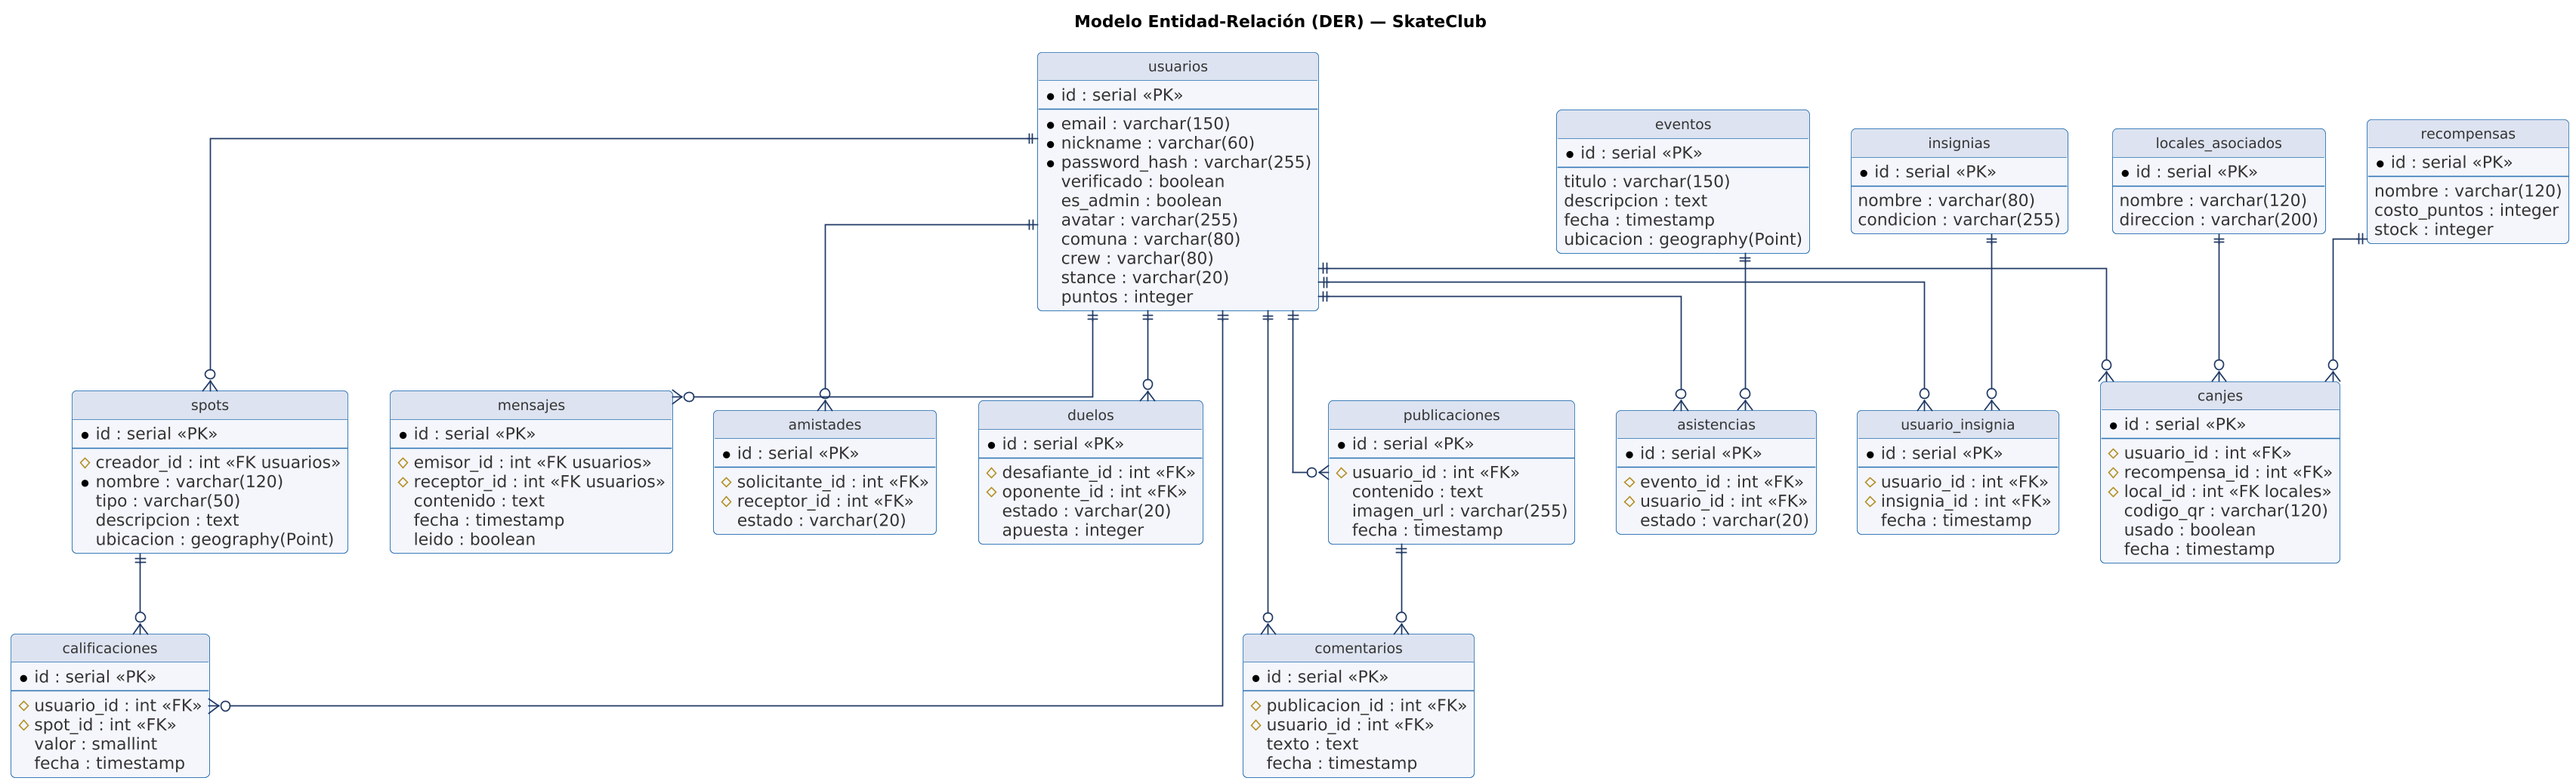 Modelo Entidad-Relación (DER) — SkateClub
usuarios
id : serial «PK»
email : varchar(150)
nickname : varchar(60)
password_hash : varchar(255)
verificado : boolean
es_admin : boolean
avatar : varchar(255)
comuna : varchar(80)
crew : varchar(80)
stance : varchar(20)
puntos : integer
eventos
id : serial «PK»
titulo : varchar(150)
descripcion : text
fecha : timestamp
ubicacion : geography(Point)
insignias
id : serial «PK»
nombre : varchar(80)
condicion : varchar(255)
locales_asociados
id : serial «PK»
nombre : varchar(120)
direccion : varchar(200)
recompensas
id : serial «PK»
nombre : varchar(120)
costo_puntos : integer
stock : integer
spots
id : serial «PK»
creador_id : int «FK usuarios»
nombre : varchar(120)
tipo : varchar(50)
descripcion : text
ubicacion : geography(Point)
mensajes
id : serial «PK»
emisor_id : int «FK usuarios»
receptor_id : int «FK usuarios»
contenido : text
fecha : timestamp
leido : boolean
amistades
id : serial «PK»
solicitante_id : int «FK»
receptor_id : int «FK»
estado : varchar(20)
duelos
id : serial «PK»
desafiante_id : int «FK»
oponente_id : int «FK»
estado : varchar(20)
apuesta : integer
publicaciones
id : serial «PK»
usuario_id : int «FK»
contenido : text
imagen_url : varchar(255)
fecha : timestamp
asistencias
id : serial «PK»
evento_id : int «FK»
usuario_id : int «FK»
estado : varchar(20)
usuario_insignia
id : serial «PK»
usuario_id : int «FK»
insignia_id : int «FK»
fecha : timestamp
canjes
id : serial «PK»
usuario_id : int «FK»
recompensa_id : int «FK»
local_id : int «FK locales»
codigo_qr : varchar(120)
usado : boolean
fecha : timestamp
calificaciones
id : serial «PK»
usuario_id : int «FK»
spot_id : int «FK»
valor : smallint
fecha : timestamp
comentarios
id : serial «PK»
publicacion_id : int «FK»
usuario_id : int «FK»
texto : text
fecha : timestamp